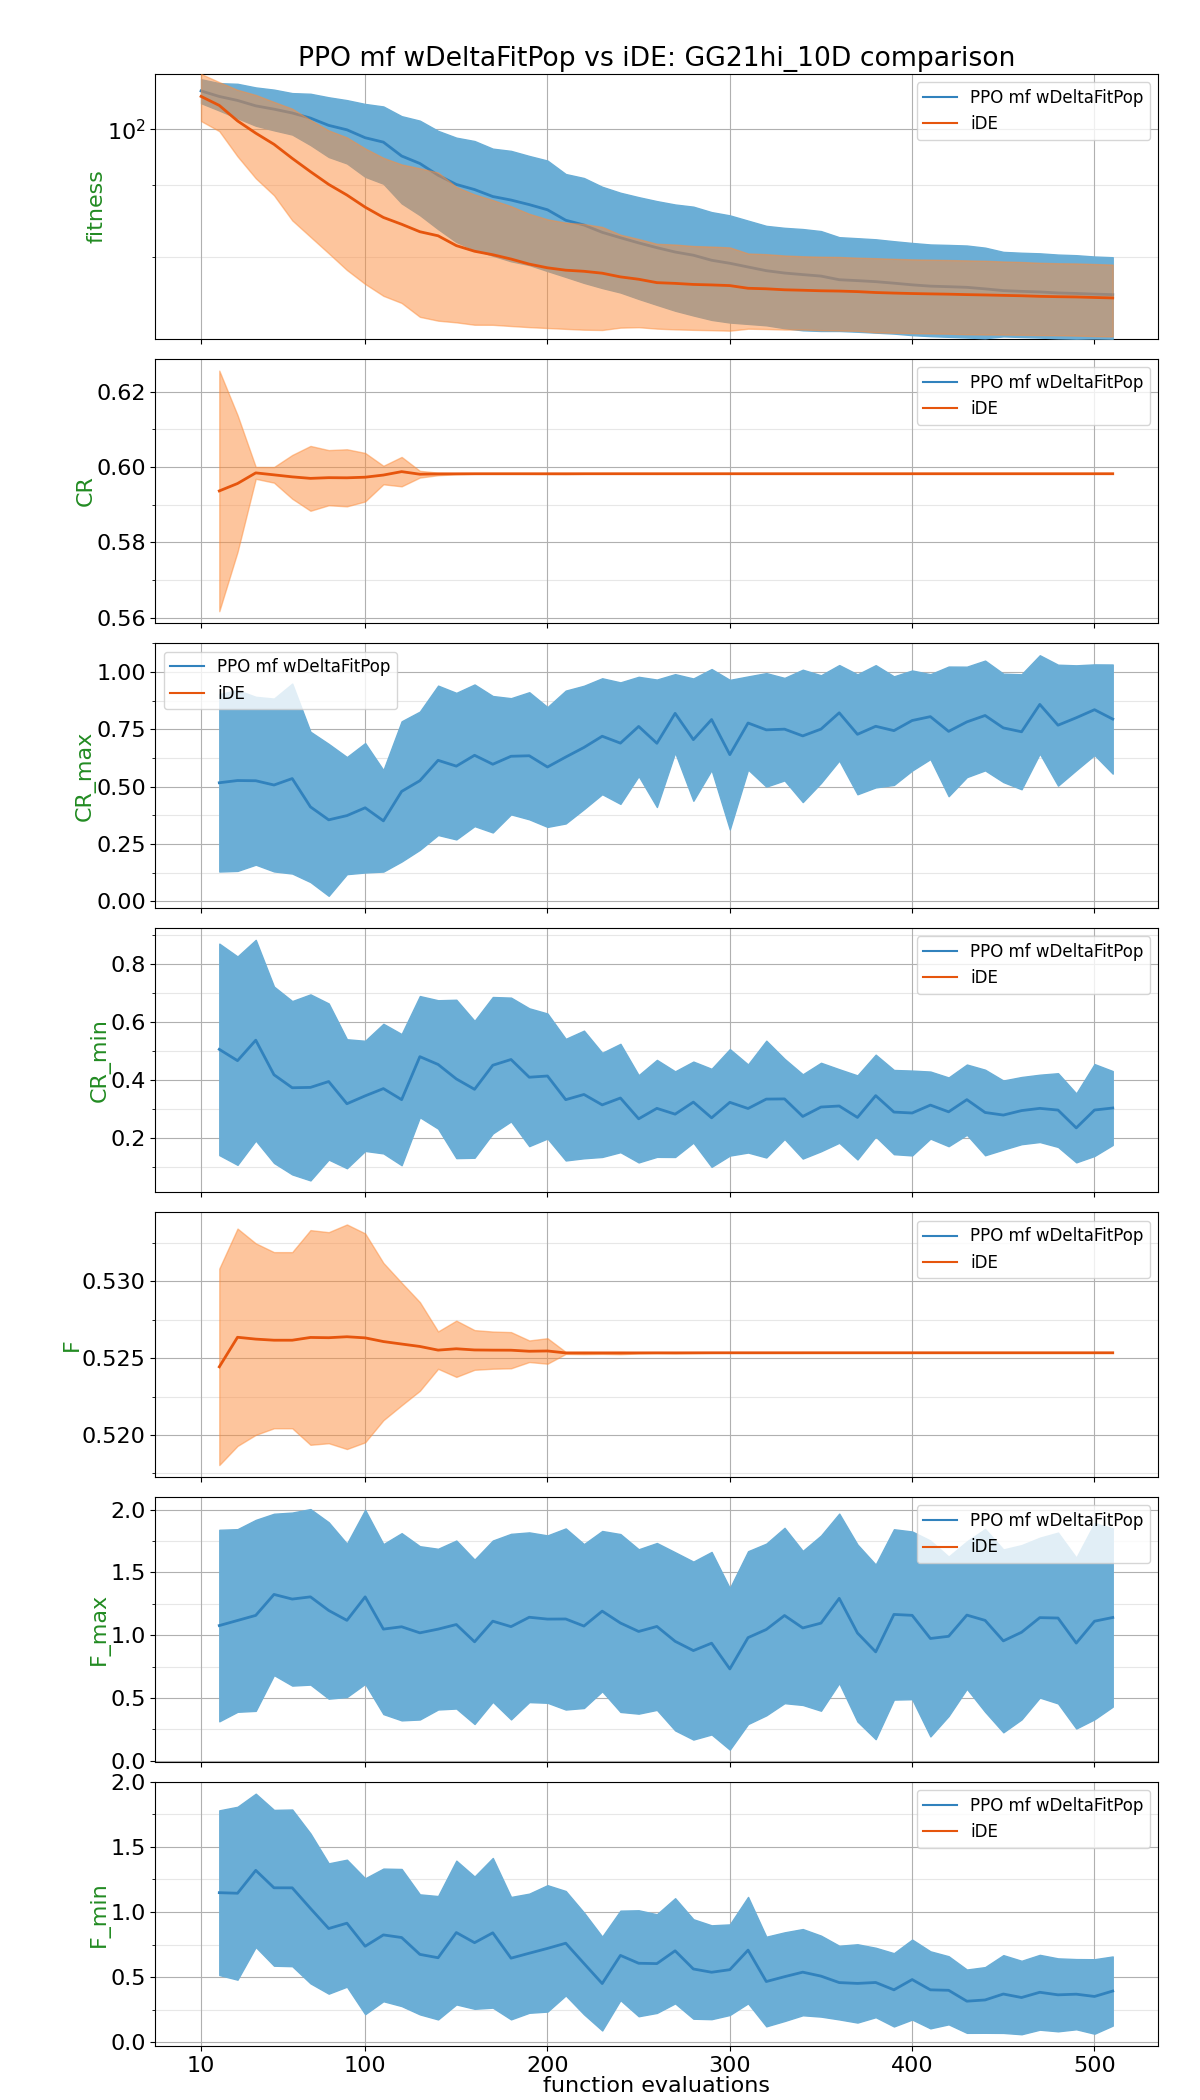 PPO mf wDeltaFitPop vs iDE: GG21hi_10D comparison
10²
fitness
PPO mf wDeltaFitPop
iDE
0.62
0.60
0.58
0.56
CR
PPO mf wDeltaFitPop
iDE
1.00
0.75
0.50
0.25
0.00
CR_max
PPO mf wDeltaFitPop
iDE
0.8
0.6
0.4
0.2
CR_min
PPO mf wDeltaFitPop
iDE
0.530
0.525
0.520
F
PPO mf wDeltaFitPop
iDE
2.0
1.5
1.0
0.5
0.0
F_max
PPO mf wDeltaFitPop
iDE
2.0
1.5
1.0
0.5
0.0
F_min
PPO mf wDeltaFitPop
iDE
10 100 200 300 400 500
function evaluations